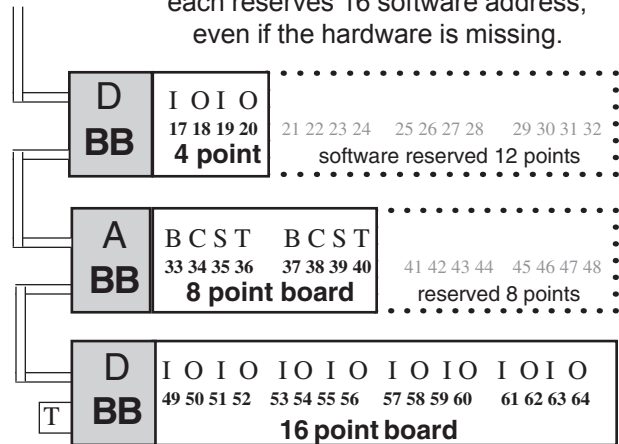 each reserves 16 software address,
even if the hardware is missing.
D
BB
I O I O
17 18 19 20 21 22 23 24 25 26 27 28 29 30 31 32
4 point software reserved 12 points
A
BB
B C S T B C S T
33 34 35 36 37 38 39 40 41 42 43 44 45 46 47 48
8 point board reserved 8 points
D
BB
T
I O I O I O I O I O I O I O I O
49 50 51 52 53 54 55 56 57 58 59 60 61 62 63 64
16 point board